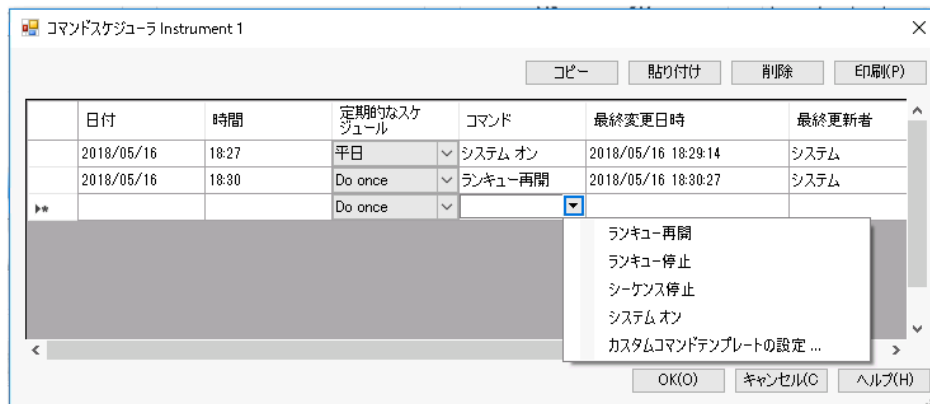 コマンドスケジューラ Instrument 1
コピー 貼り付け 削除 印刷(P)
日付 時間 定期的なスケ
ジュール コマンド 最終変更日時 最終更新者
2018/05/16 18:27 平日 システム オン 2018/05/16 18:29:14 システム
2018/05/16 18:30 Do once ランキュー再開 2018/05/16 18:30:27 システム
Do once
ランキュー再開
ランキュー停止
シーケンス停止
システム オン
カスタムコマンドテンプレートの設定 ...
OK(O) キャンセル(C ヘルプ(H)